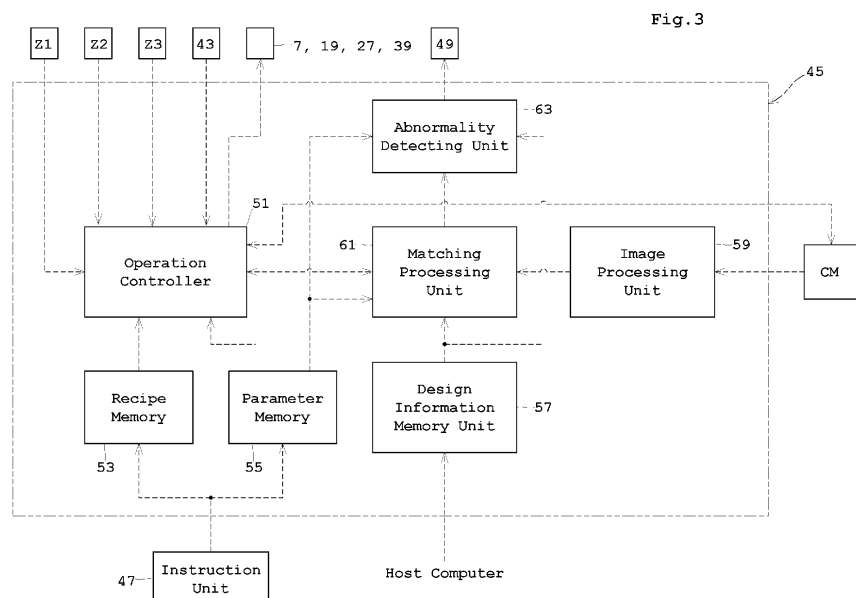 Fig.3
Z1
Z2
Z3
43
7, 19, 27, 39
49
45
63
Abnormality
Detecting Unit
51
Operation
Controller
61
Matching
Processing
Unit
59
Image
Processing
Unit
CM
Recipe
Memory
53
Parameter
Memory
55
Design
Information
Memory Unit
57
47
Instruction
Unit
Host Computer